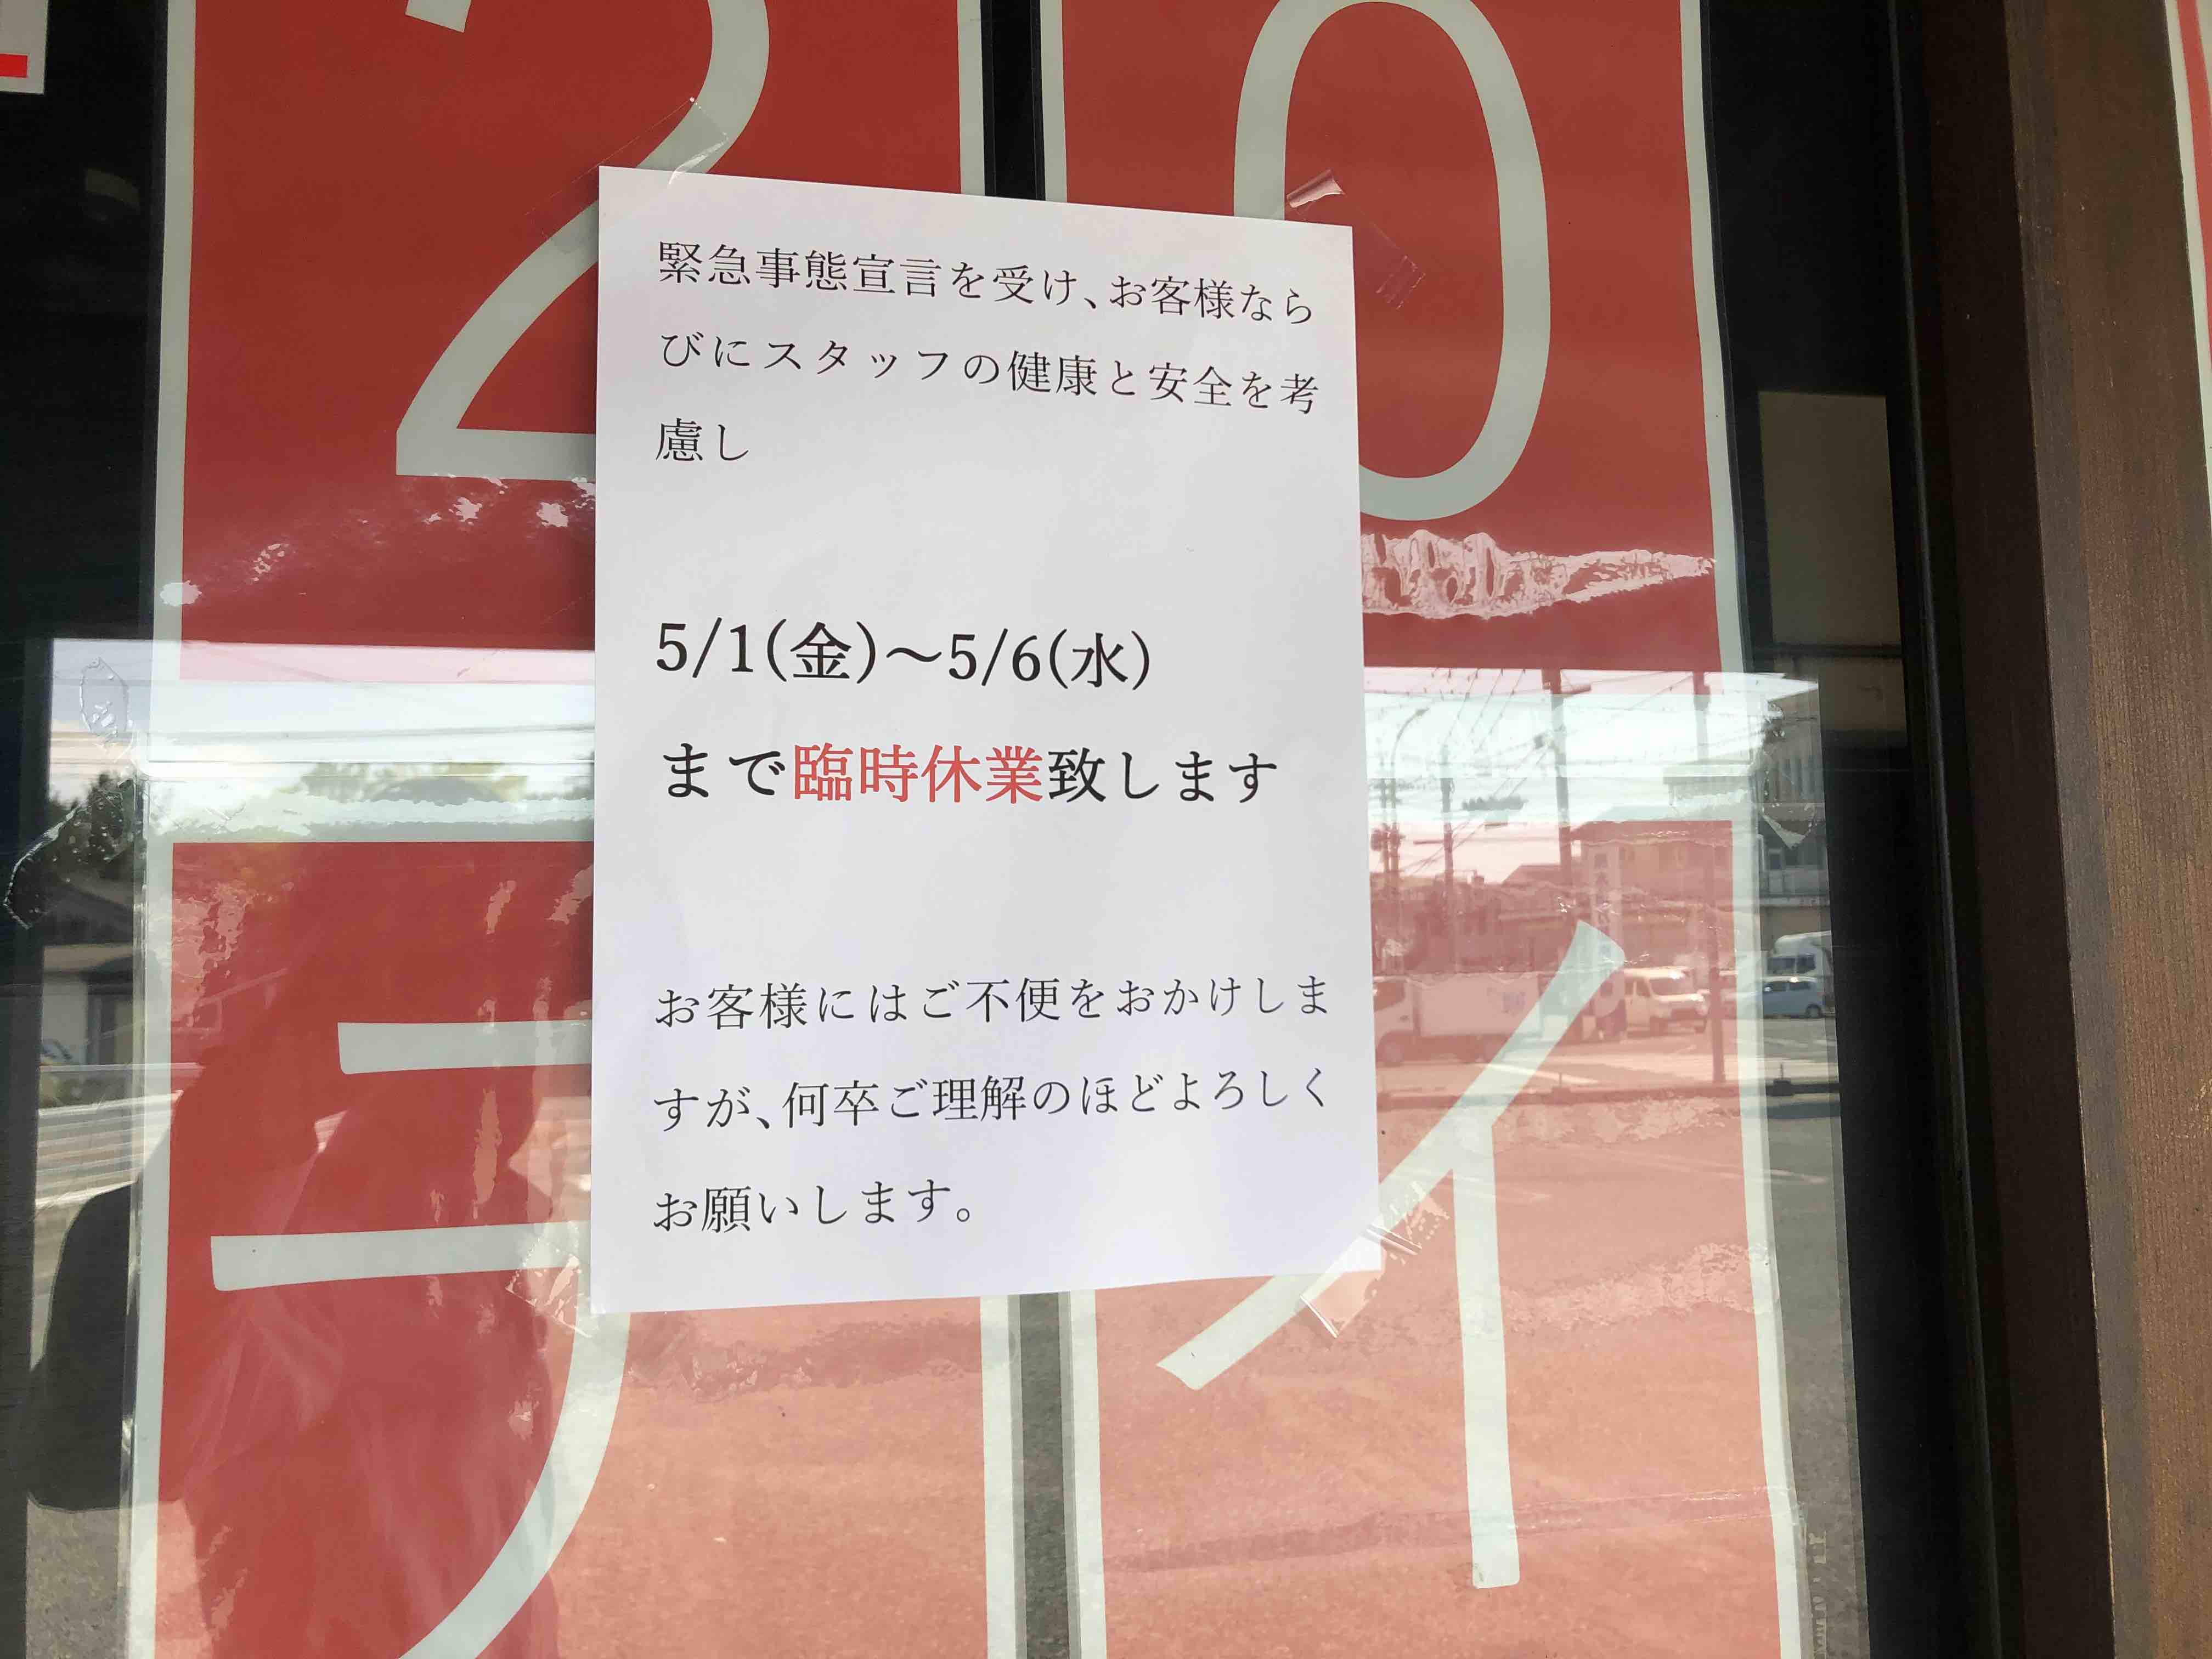 20
緊急事態宣言を受け、お客様なら
びにスタッフの健康と安全を考
慮し
5/1(金)～5/6(水)
まで臨時休業致します
お客様にはご不便をおかけしま
すが、何卒ご理解のほどよろしく
お願いします。
ライ